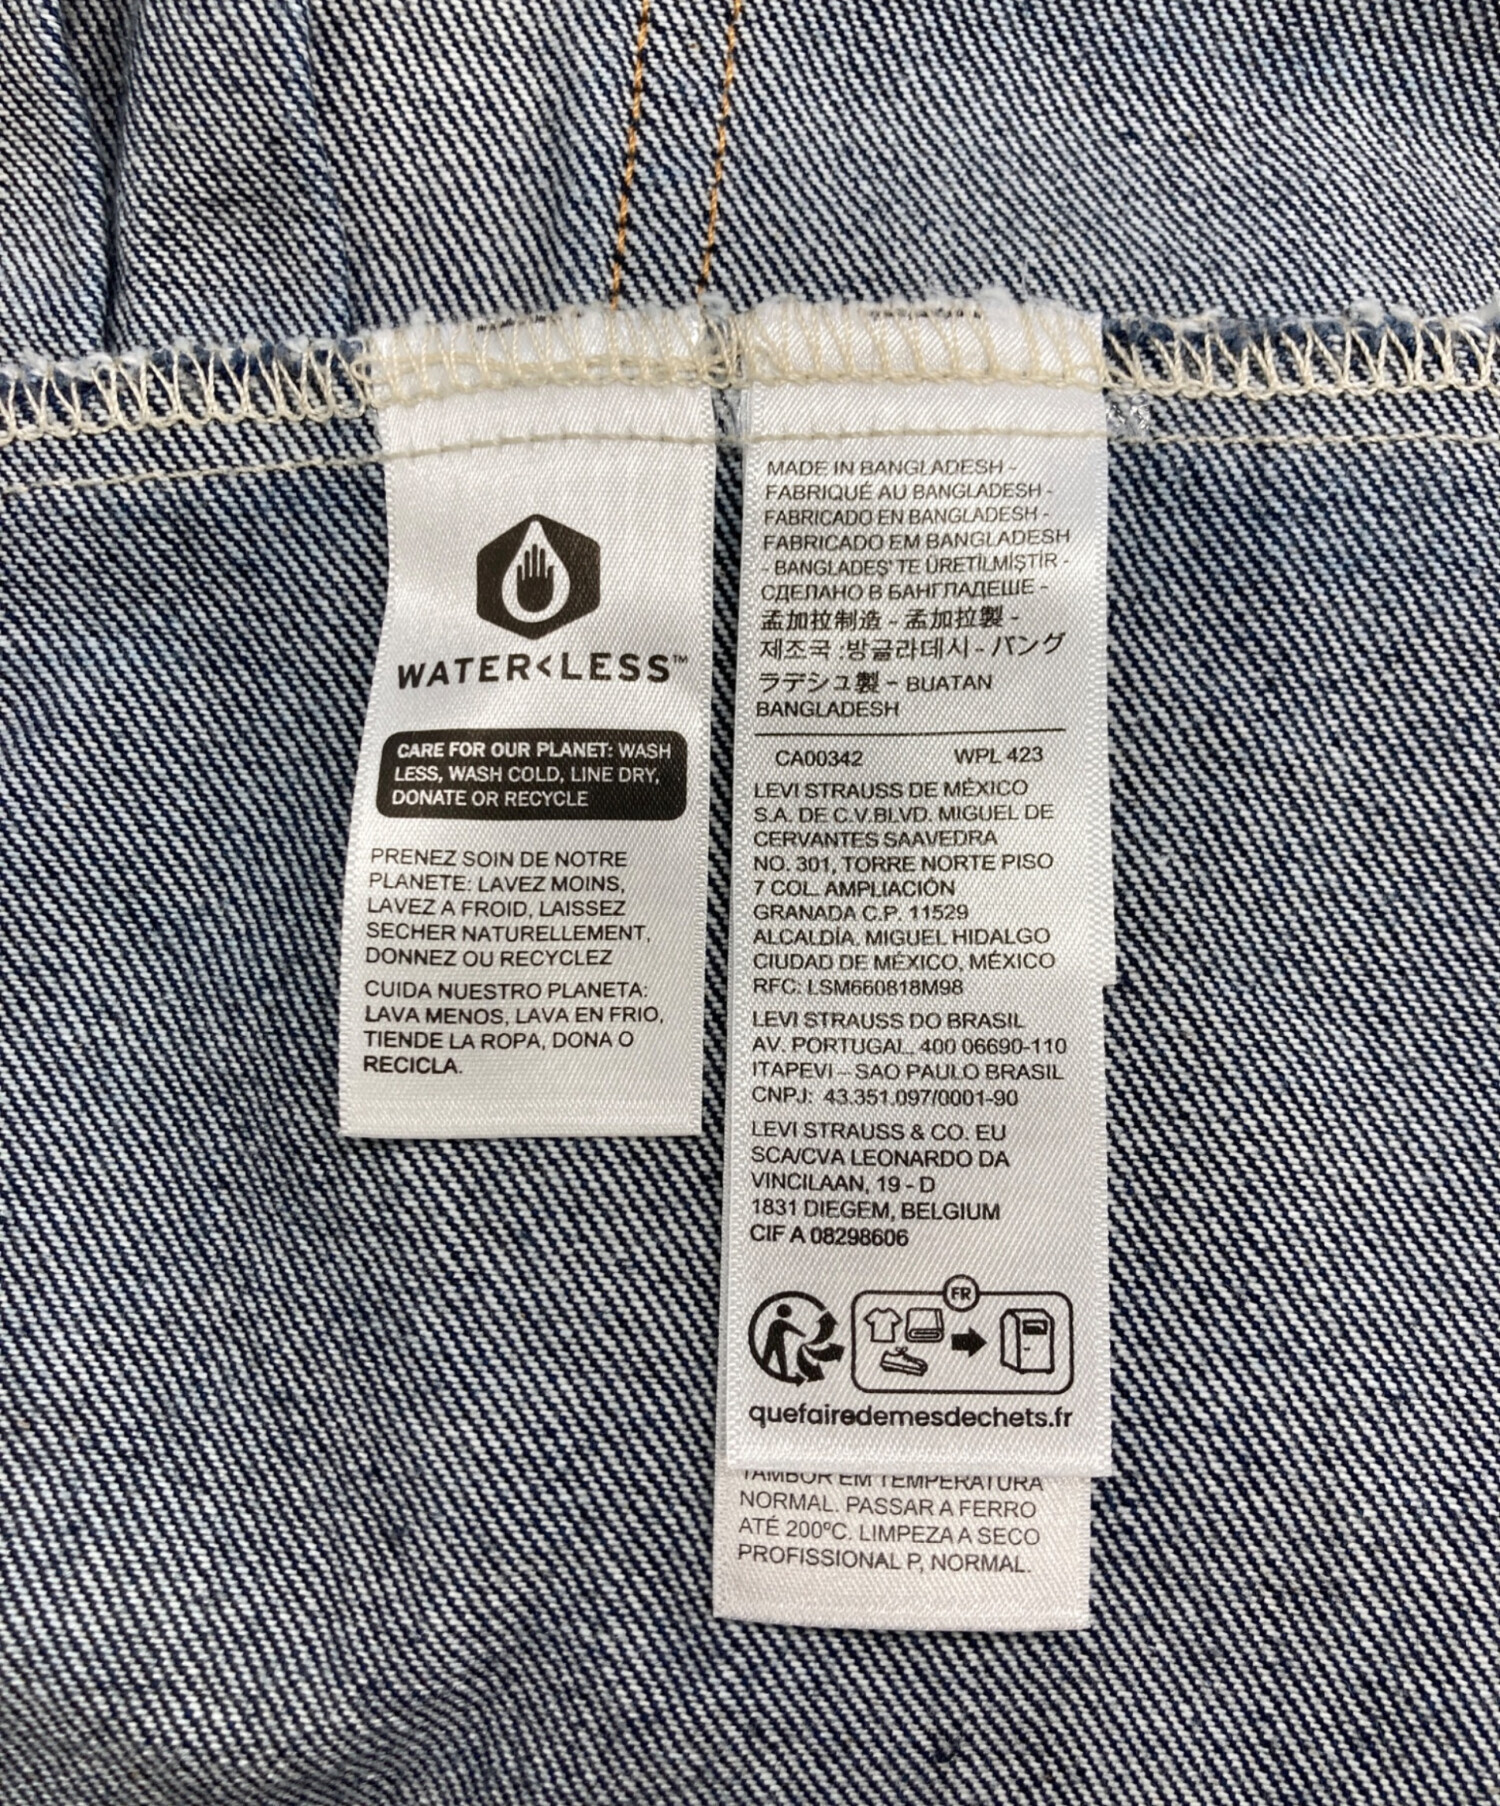 WATER<LESS™
CARE FOR OUR PLANET: WASH
LESS, WASH COLD, LINE DRY,
DONATE OR RECYCLE
PRENEZ SOIN DE NOTRE
PLANETE: LAVEZ MOINS,
LAVEZ A FROID, LAISSEZ
SECHER NATURELLEMENT,
DONNEZ OU RECYCLEZ
CUIDA NUESTRO PLANETA:
LAVA MENOS, LAVA EN FRIO,
TIENDE LA ROPA, DONA O
RECICLA.
MADE IN BANGLADESH -
FABRIQUÉ AU BANGLADESH -
FABRICADO EN BANGLADESH -
FABRICADO EM BANGLADESH
- BANGLADEŞ' TE ÜRETİLMİŞTİR -
СДЕЛАНО В БАНГЛАДЕШЕ -
孟加拉制造 - 孟加拉製 -
제조국 :방글라데시 - バング
ラデシュ製 - BUATAN
BANGLADESH
CA00342 WPL 423
LEVI STRAUSS DE MÉXICO
S.A. DE C.V.BLVD. MIGUEL DE
CERVANTES SAAVEDRA
NO. 301, TORRE NORTE PISO
7 COL. AMPLIACIÓN
GRANADA C.P. 11529
ALCALDÍA. MIGUEL HIDALGO
CIUDAD DE MÉXICO, MÉXICO
RFC: LSM660818M98
LEVI STRAUSS DO BRASIL
AV. PORTUGAL, 400 06690-110
ITAPEVI – SAO PAULO BRASIL
CNPJ: 43.351.097/0001-90
LEVI STRAUSS & CO. EU
SCA/CVA LEONARDO DA
VINCILAAN, 19 - D
1831 DIEGEM, BELGIUM
CIF A 08298606
FR
quefairedemesdechets.fr
TAMBOR EM TEMPERATURA
NORMAL. PASSAR A FERRO
ATÉ 200ºC. LIMPEZA A SECO
PROFISSIONAL P, NORMAL.